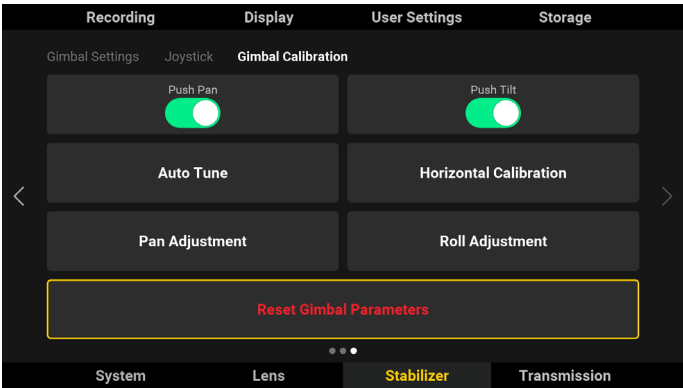 Recording Display User Settings Storage
Gimbal Settings Joystick Gimbal Calibration
Push Pan Push Tilt
Auto Tune Horizontal Calibration
Pan Adjustment Roll Adjustment
Reset Gimbal Parameters
System Lens Stabilizer Transmission